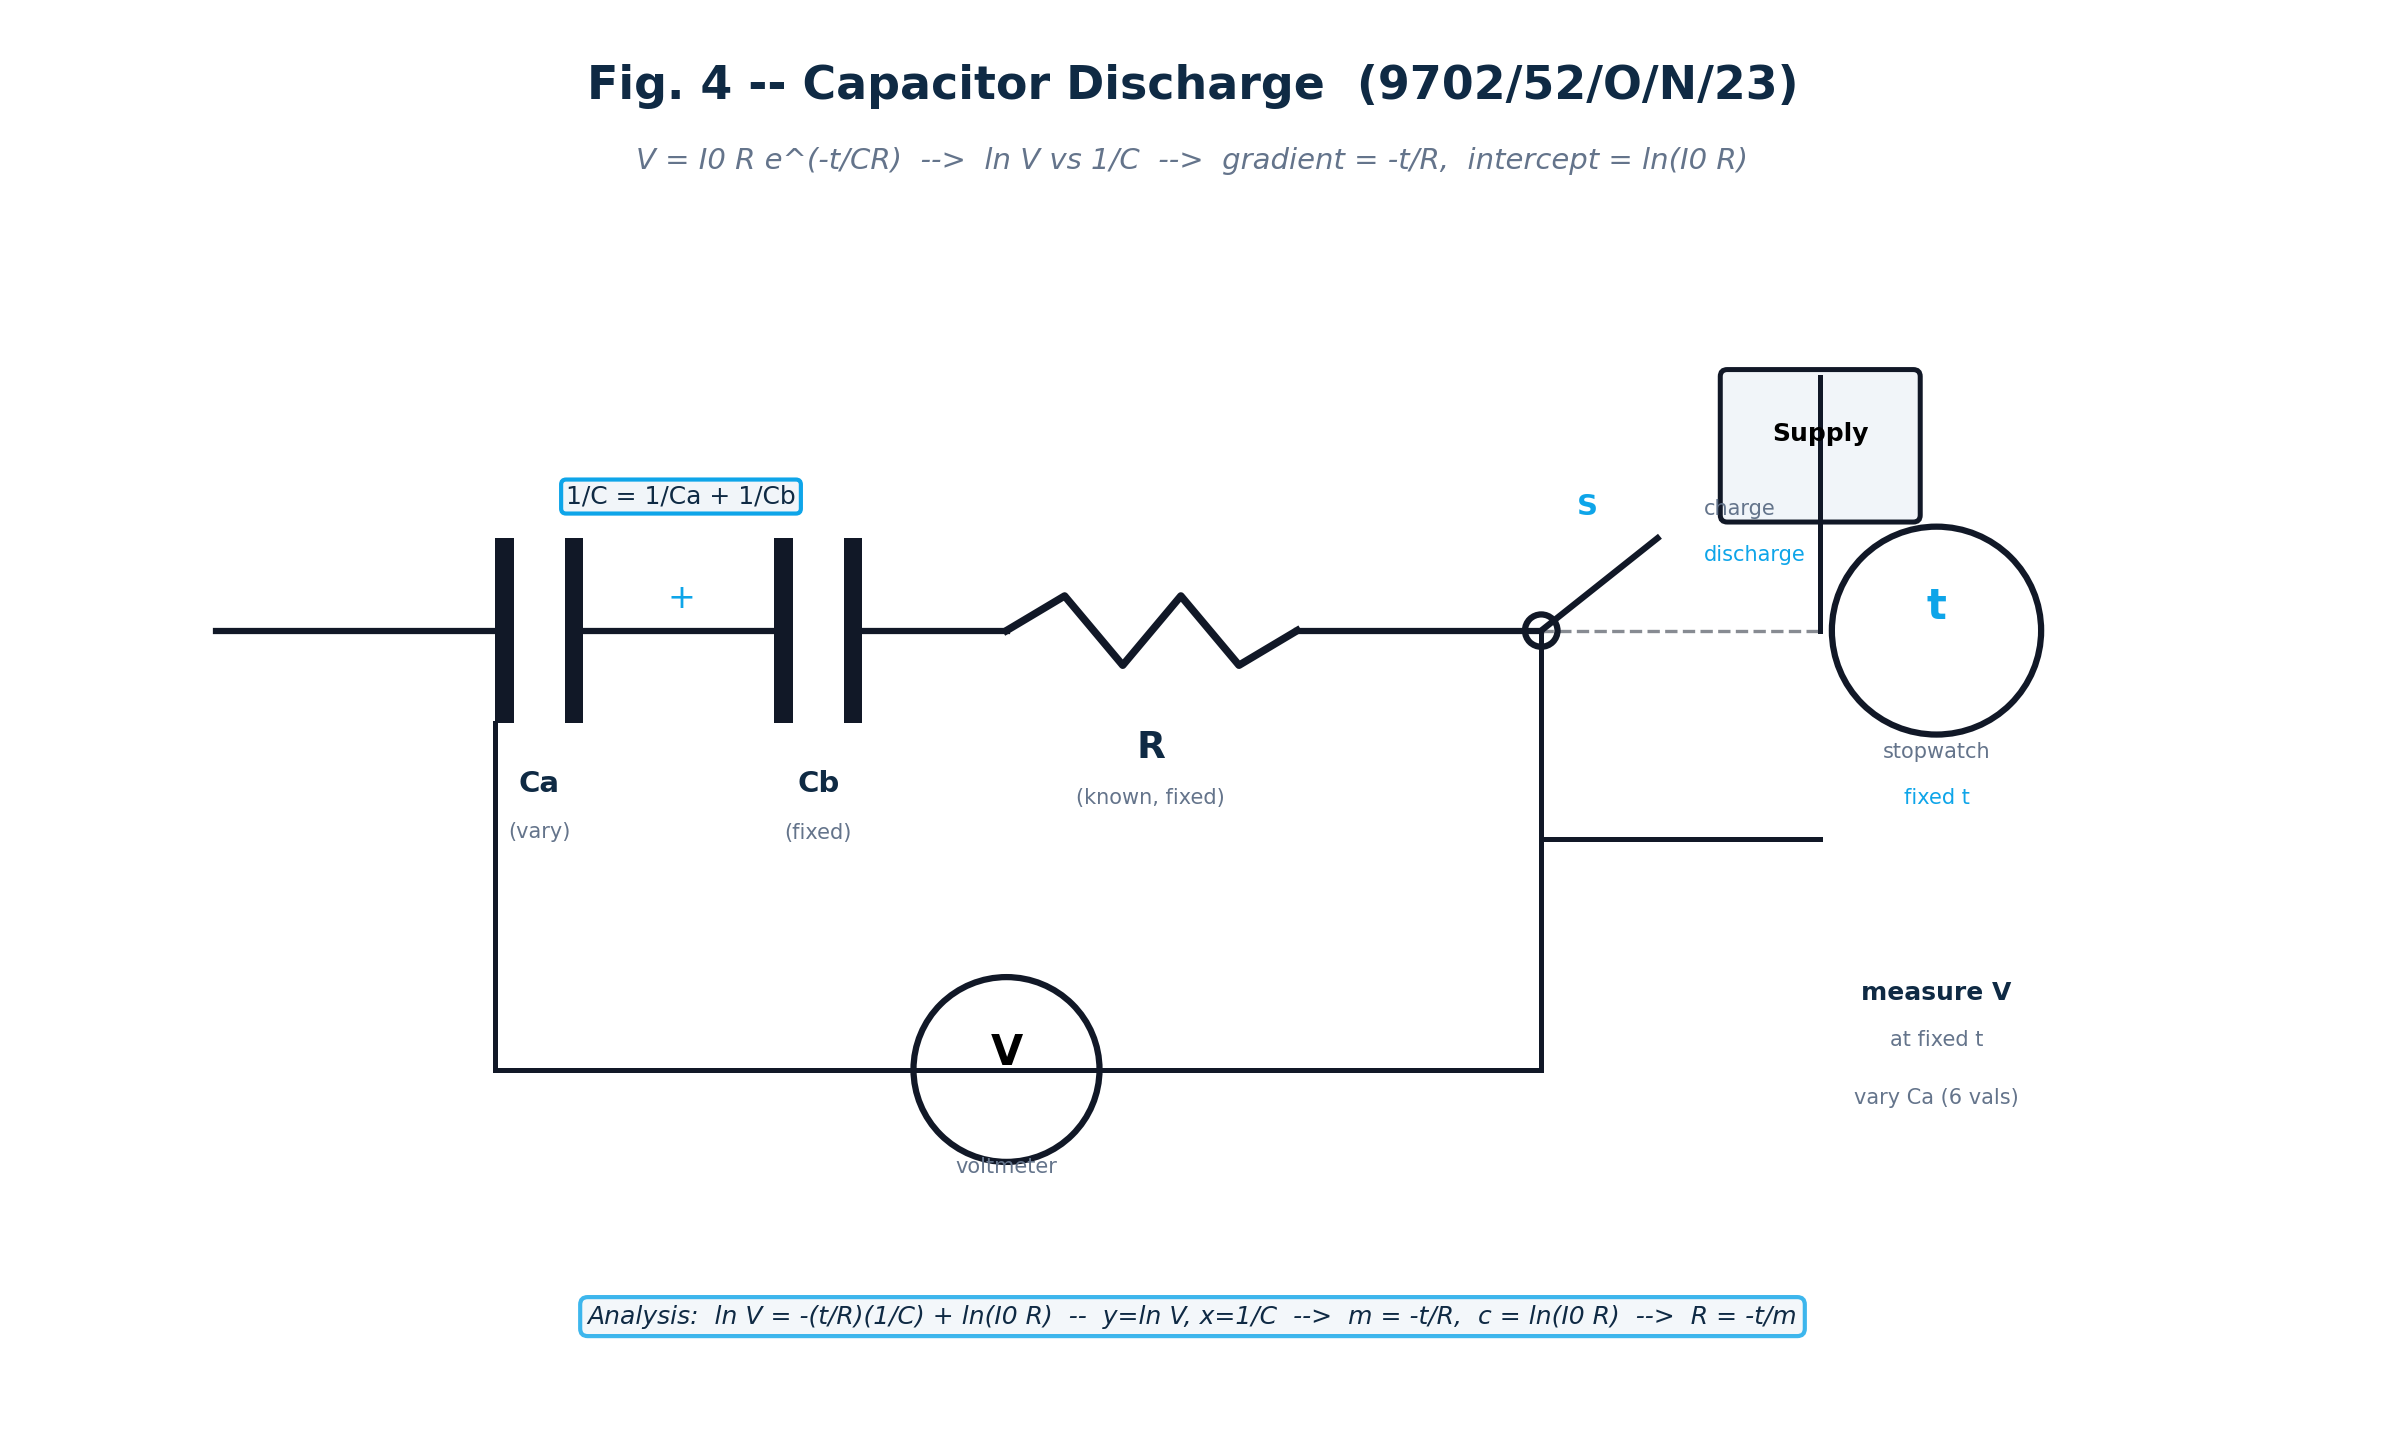 Fig. 4 -- Capacitor Discharge (9702/52/O/N/23)
V = I0 R e^(-t/CR) --> ln V vs 1/C --> gradient = -t/R, intercept = ln(I0 R)
Supply
1/C = 1/Ca + 1/Cb
S
charge
discharge
+
t
R
stopwatch
Ca
Cb
(known, fixed)
fixed t
(vary)
(fixed)
measure V
at fixed t
V
vary Ca (6 vals)
voltmeter
Analysis: ln V = -(t/R)(1/C) + ln(I0 R) -- y=ln V, x=1/C --> m = -t/R, c = ln(I0 R) --> R = -t/m